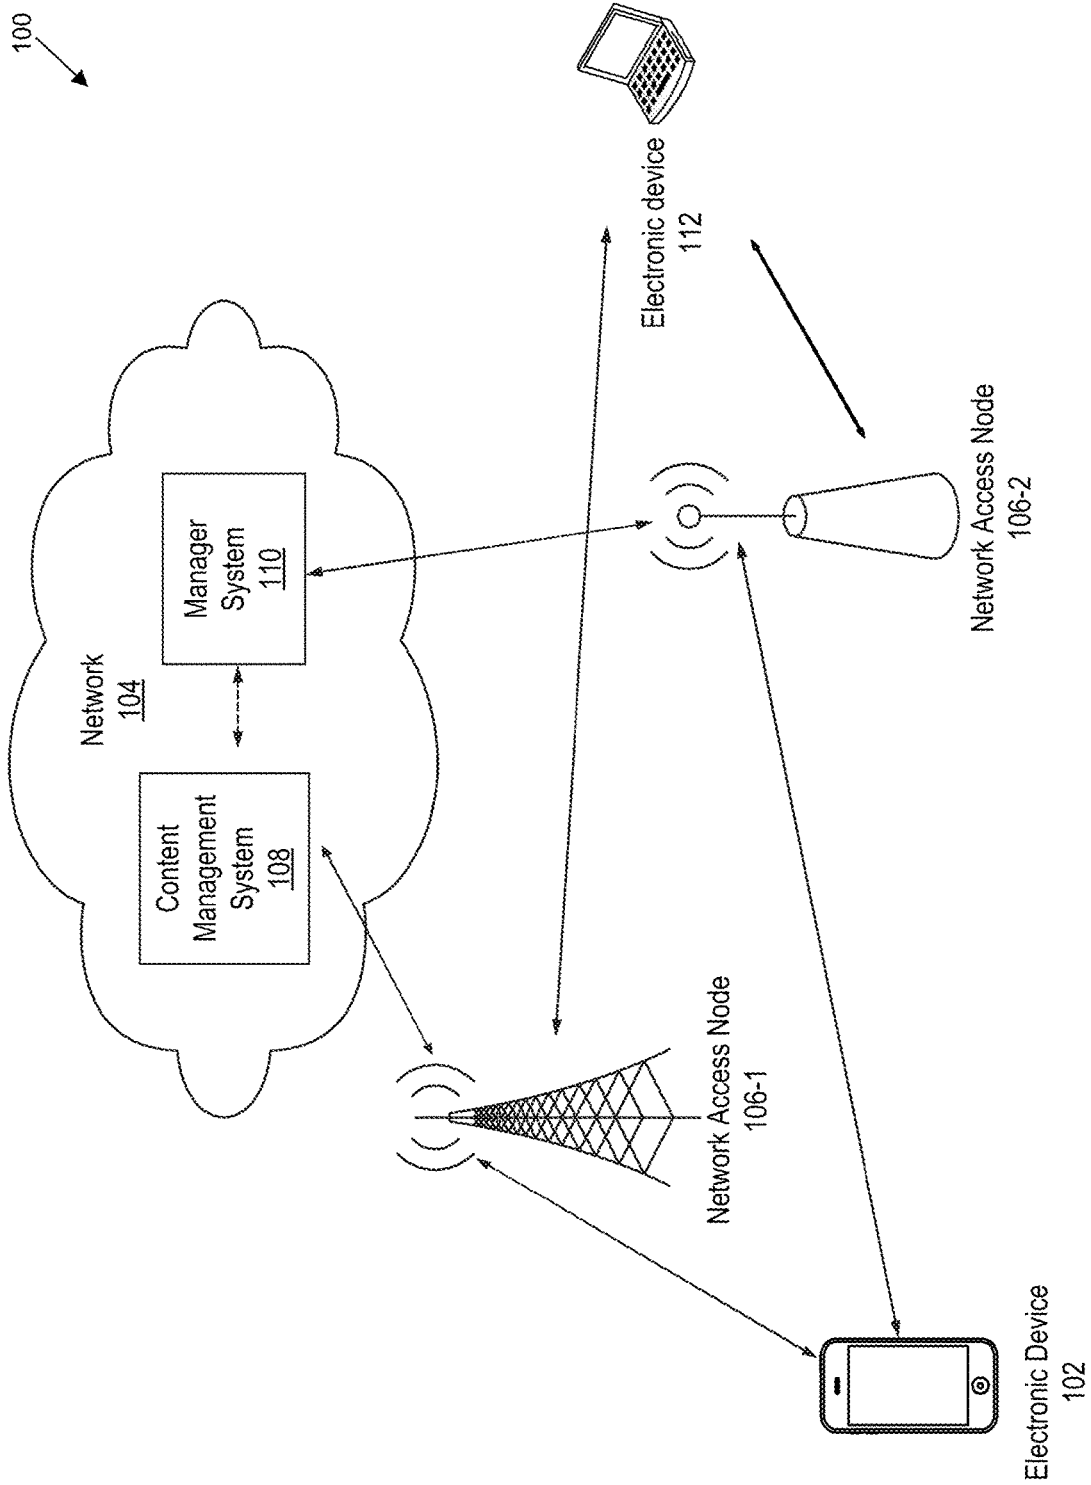 100
Network
104
Content
Management
System
108
Manager
System
110
Electronic device
112
Network Access Node
106-1
Network Access Node
106-2
Electronic Device
102